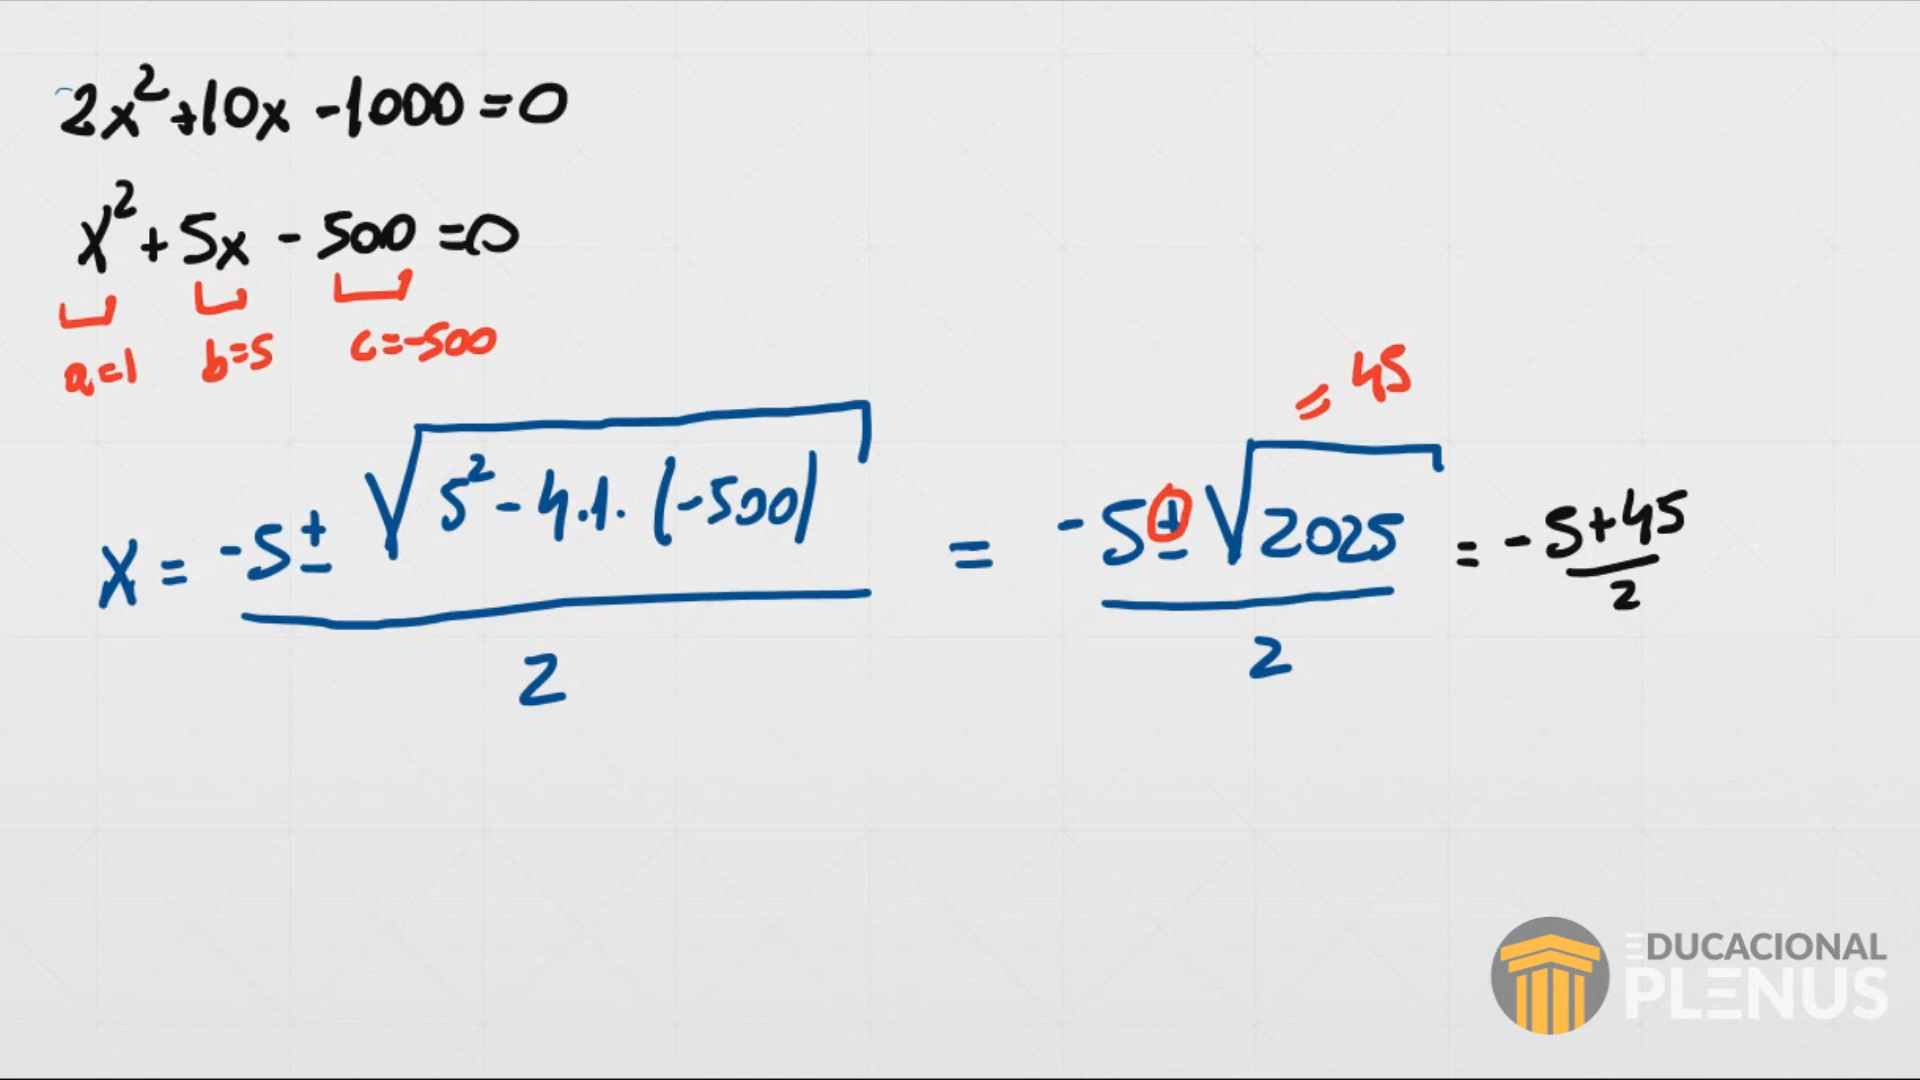 2x²+10x -1000=0
x²+5x - 500=0
a=1 b=5 c=-500
=45
x = -5± √5²-4.1.(-500) = -5±√2025 = -5+45
2 2 2
EDUCACIONAL
PLENUS